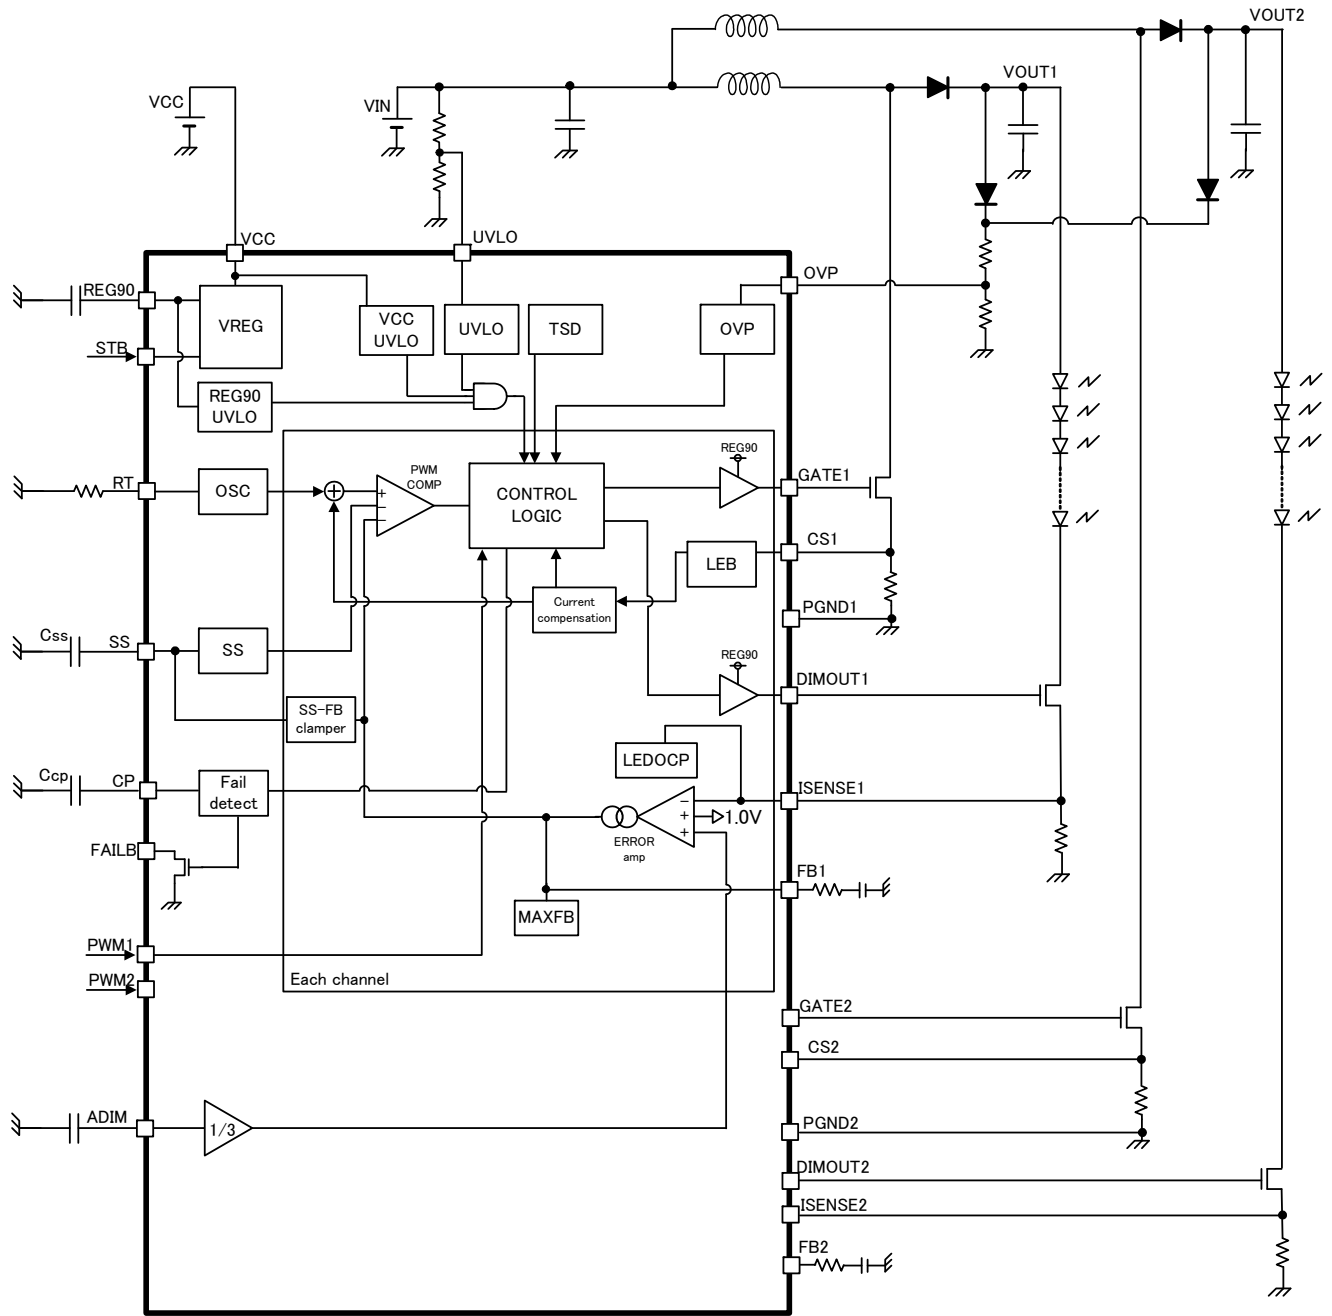 VOUT2
VOUT1
VCC
VIN
VCC
UVLO
REG90
OVP
VREG
VCC
UVLO
UVLO
TSD
OVP
STB
REG90
UVLO
REG90
PWM
COMP
RT
OSC
+
−
−
CONTROL
LOGIC
GATE1
CS1
LEB
Current
compensation
PGND1
Css
SS
SS
REG90
DIMOUT1
SS-FB
clamper
LEDOCP
Ccp
CP
Fail
detect
ISENSE1
−
+
+
1.0V
ERROR
amp
FAILB
FB1
MAXFB
PWM1
PWM2
Each channel
GATE2
CS2
ADIM
1/3
PGND2
DIMOUT2
ISENSE2
FB2